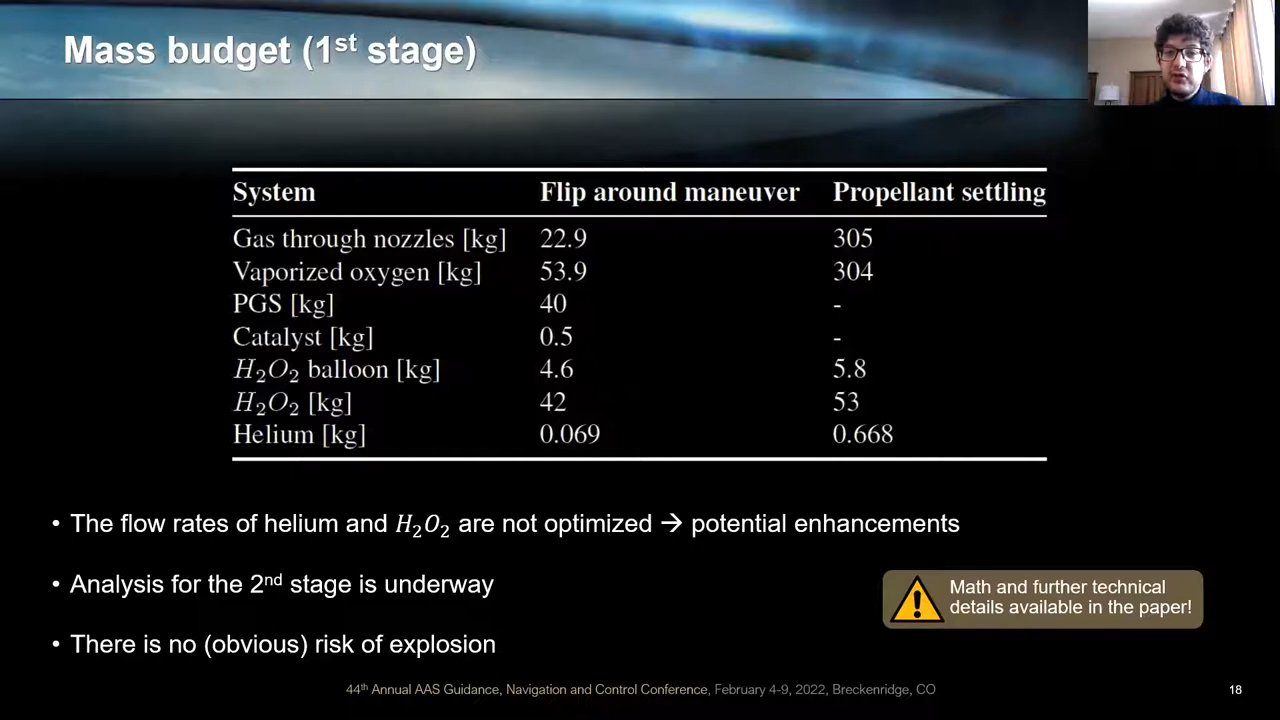 Mass budget (1st stage)
System Flip around maneuver Propellant settling
Gas through nozzles [kg] 22.9 305
Vaporized oxygen [kg] 53.9 304
PGS [kg] 40 -
Catalyst [kg] 0.5 -
H₂O₂ balloon [kg] 4.6 5.8
H₂O₂ [kg] 42 53
Helium [kg] 0.069 0.668
• The flow rates of helium and H₂O₂ are not optimized → potential enhancements
• Analysis for the 2nd stage is underway
Math and further technical
details available in the paper!
• There is no (obvious) risk of explosion
44th Annual AAS Guidance, Navigation and Control Conference, February 4-9, 2022, Breckenridge, CO
18